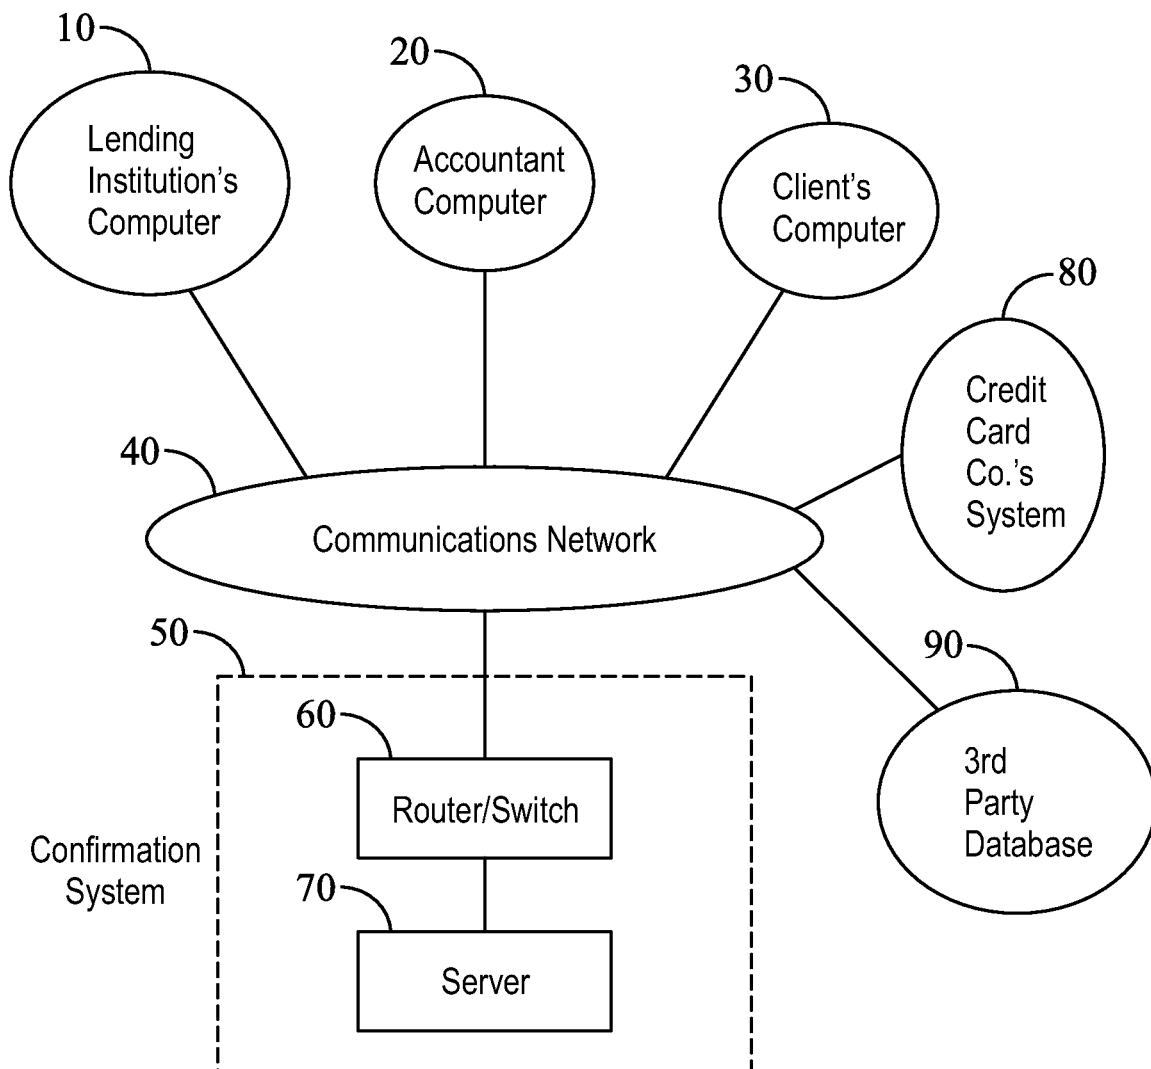 10
Lending
Institution's
Computer
20
Accountant
Computer
30
Client's
Computer
80
Credit
Card
Co.'s
System
40
Communications Network
50
90
3rd
Party
Database
60
Router/Switch
Confirmation
System
70
Server